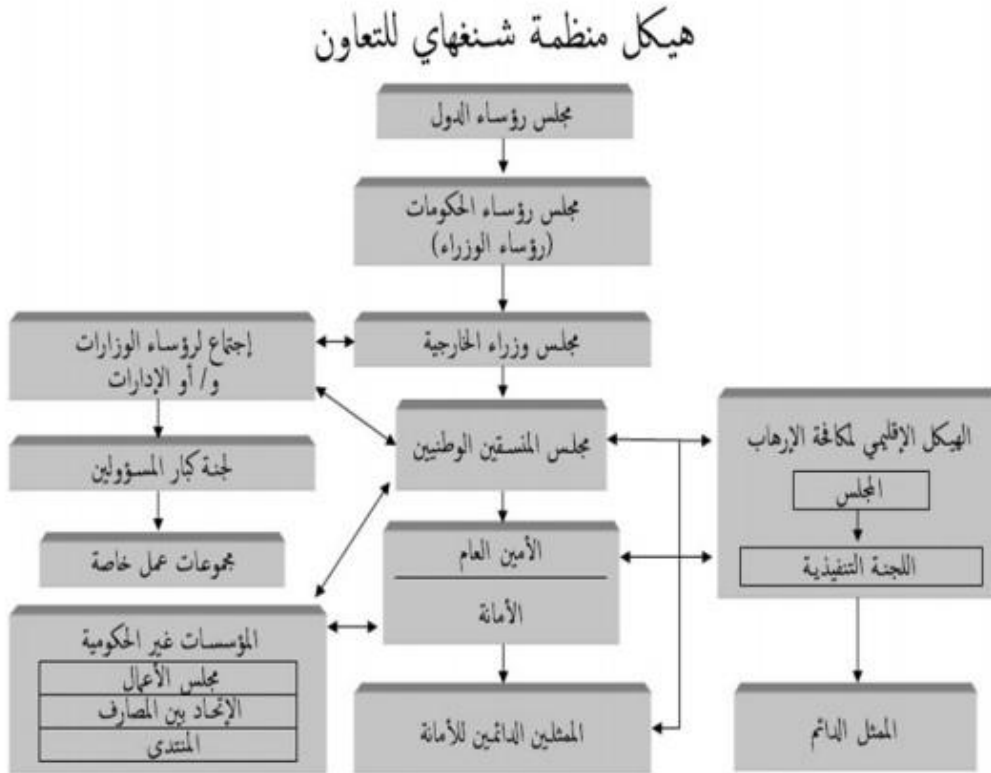 هيكل منظمة شنغهاي للتعاون
مجلس رؤساء الدول
مجلس رؤساء الحكومات
(رؤساء الوزراء)
مجلس وزراء الخارجية
إجتماع لرؤساء الوزارات
و/ أو الإدارات
مجلس المنسقين الوطنيين
الهيكل الإقليمي لمكافحة الإرهاب
المجلس
اللجنة التنفيذية
لجنة كبار المسؤولين
مجموعات عمل خاصة
الأمين العام
الأمانة
المؤسسات غير الحكومية
مجلس الأعمال
الإتحاد بين المصارف
المنتدى
الممثلين الدائمين للأمانة
الممثل الدائم